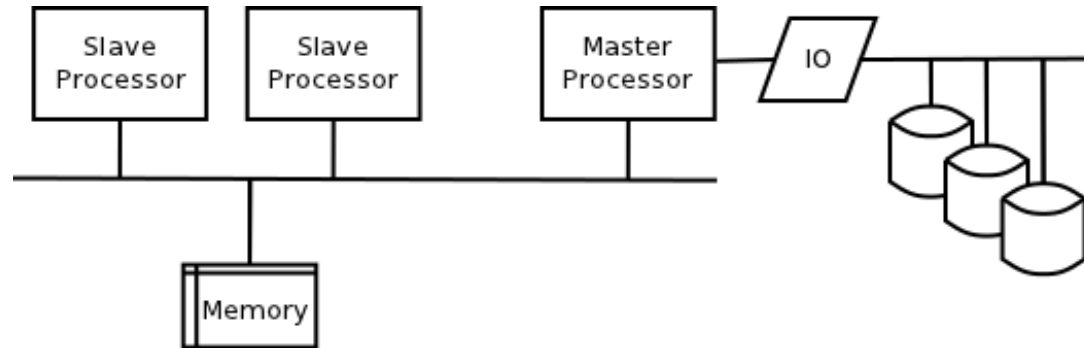 Slave
Processor
Slave
Processor
Master
Processor
IO
Memory